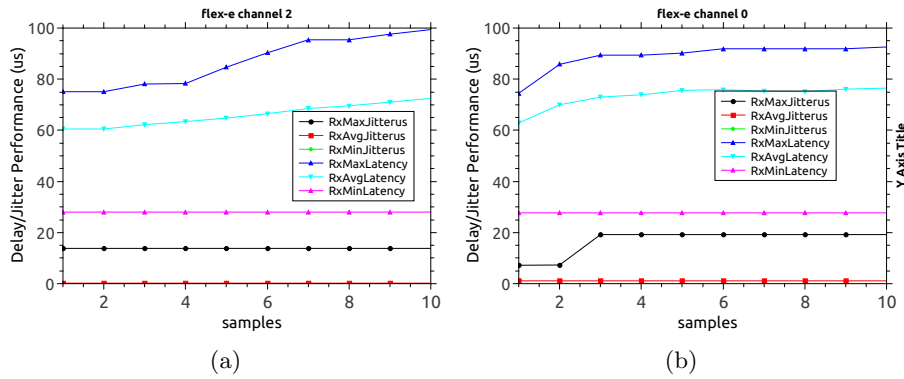 flex-e channel 2
Delay/Jitter Performance (us)
100
80
60
40
20
0
RxMaxJitterus
RxAvgJitterus
RxMinJitterus
RxMaxLatency
RxAvgLatency
RxMinLatency
2 4 6 8 10
samples
(a)
flex-e channel 0
Delay/Jitter Performance (us)
100
80
60
40
20
0
RxMaxJitterus
RxAvgJitterus
RxMinJitterus
RxMaxLatency
RxAvgLatency
RxMinLatency
2 4 6 8 10
samples
(b)
Y Axis Title